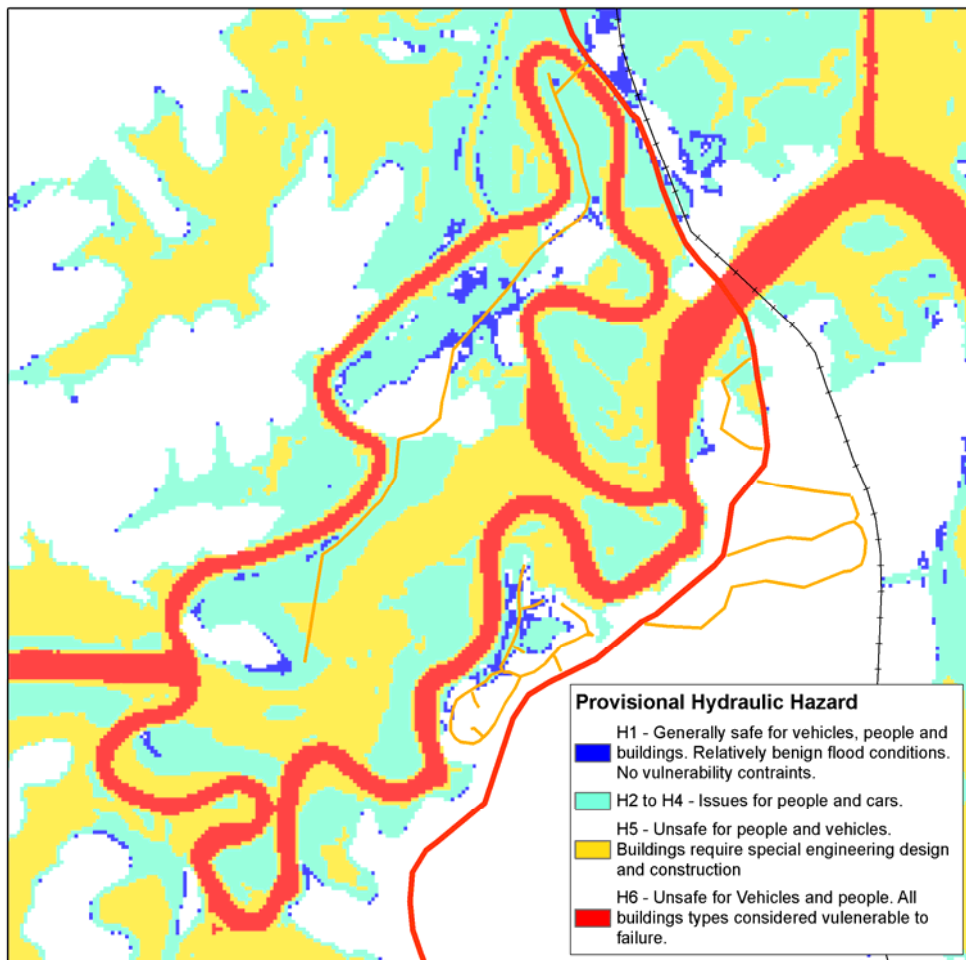 Provisional Hydraulic Hazard
H1 - Generally safe for vehicles, people and
buildings. Relatively benign flood conditions.
No vulnerability contraints.
H2 to H4 - Issues for people and cars.
H5 - Unsafe for people and vehicles.
Buildings require special engineering design
and construction
H6 - Unsafe for Vehicles and people. All
buildings types considered vulenerable to
failure.